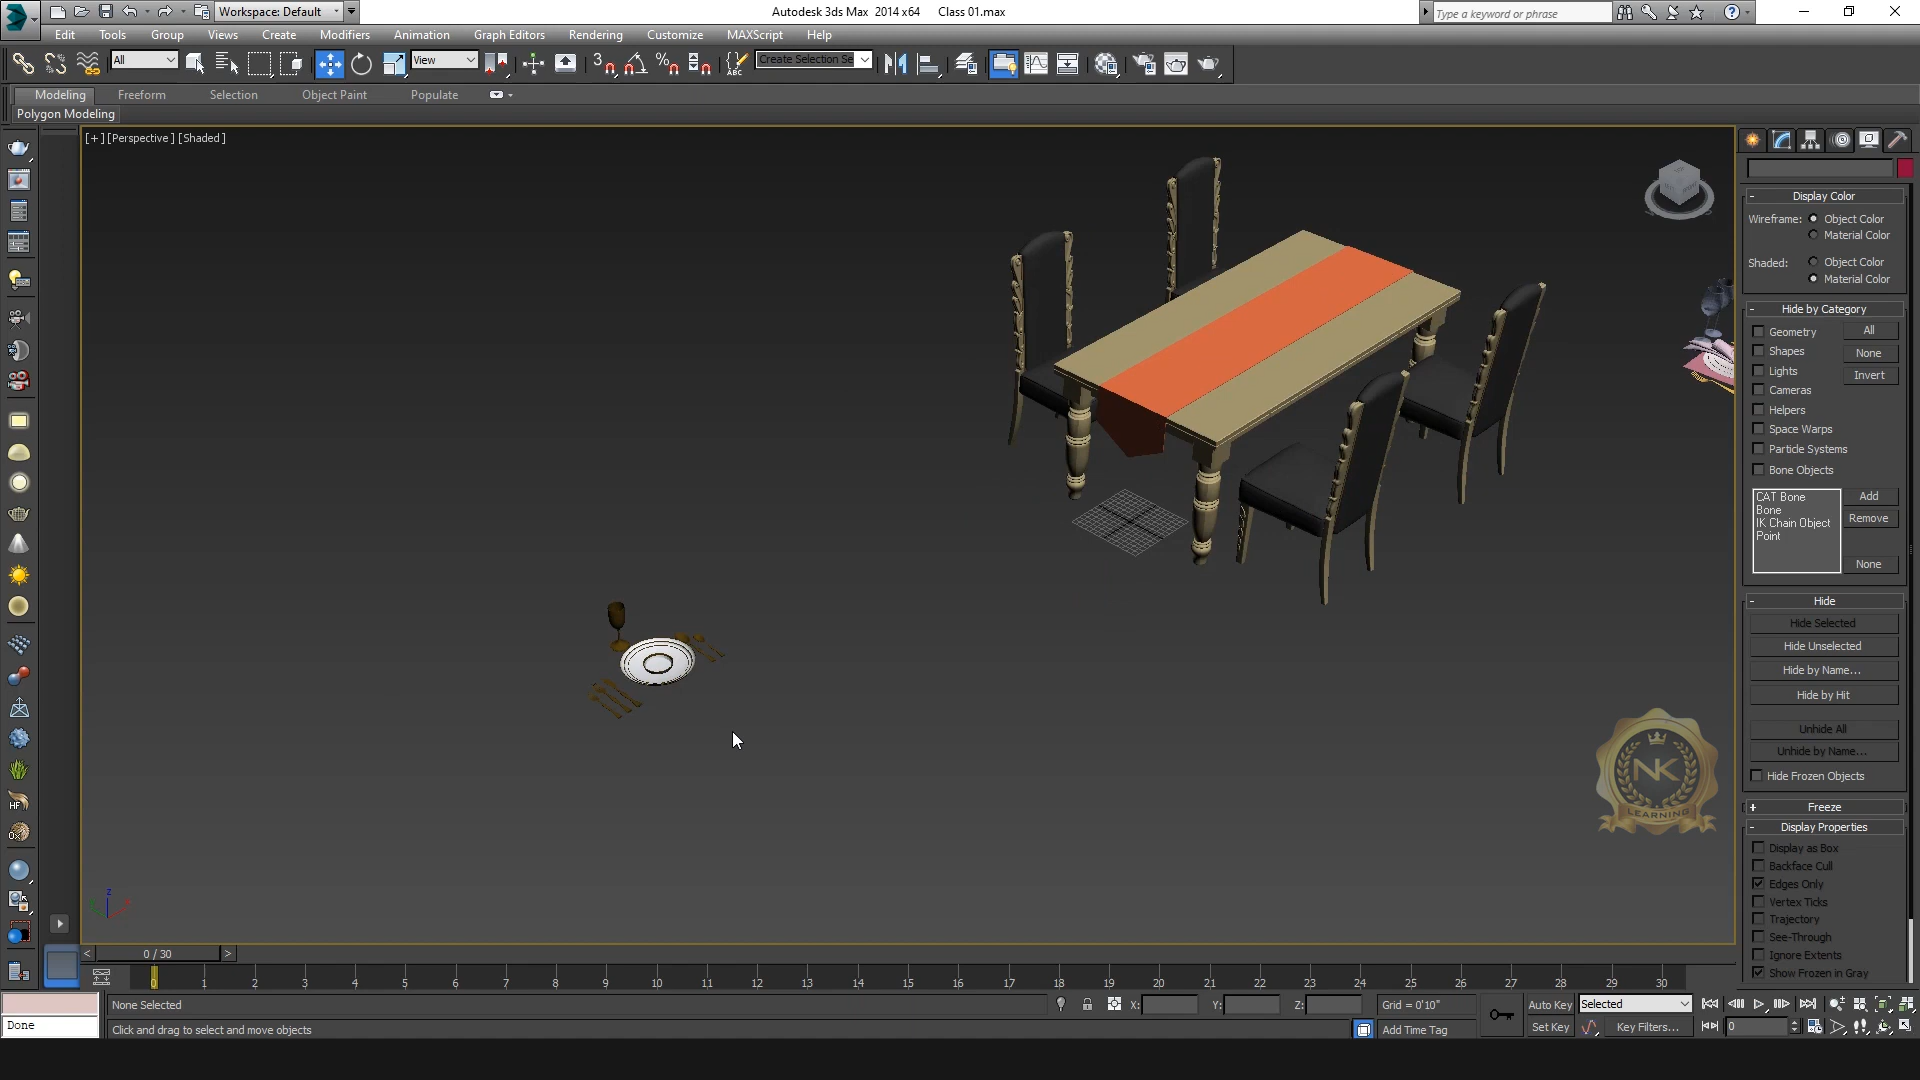 Workspace: Default
Autodesk 3ds Max 2014 x64 Class 01.max
Type a keyword or phrase
Edit Tools Group Views Create Modifiers Animation Graph Editors Rendering Customize MAXScript Help
All
View
3
ABC
Create Selection Se
Modeling Freeform Selection Object Paint Populate
Polygon Modeling
[+][Perspective][Shaded]
- Display Color
Wireframe: Object Color
Material Color
Shaded: Object Color
Material Color
- Hide by Category
Geometry All
Shapes None
Lights Invert
Cameras
Helpers
Space Warps
Particle Systems
Bone Objects
CAT Bone Add
Bone
IK Chain Object Remove
Point
None
- Hide
Hide Selected
Hide Unselected
Hide by Name...
Hide by Hit
Unhide All
Unhide by Name...
Hide Frozen Objects
+ Freeze
- Display Properties
Display as Box
Backface Cull
Edges Only
Vertex Ticks
Trajectory
See-Through
Ignore Extents
Show Frozen in Gray
NK
LEARNING
HF
z
< 0 / 30 >
0 1 2 3 4 5 6 7 8 9 10 11 12 13 14 15 16 17 18 19 20 21 22 23 24 25 26 27 28 29 30
None Selected X: Y: Z: Grid = 0'10" Auto Key Selected
Done
Click and drag to select and move objects Add Time Tag Set Key Key Filters... 0